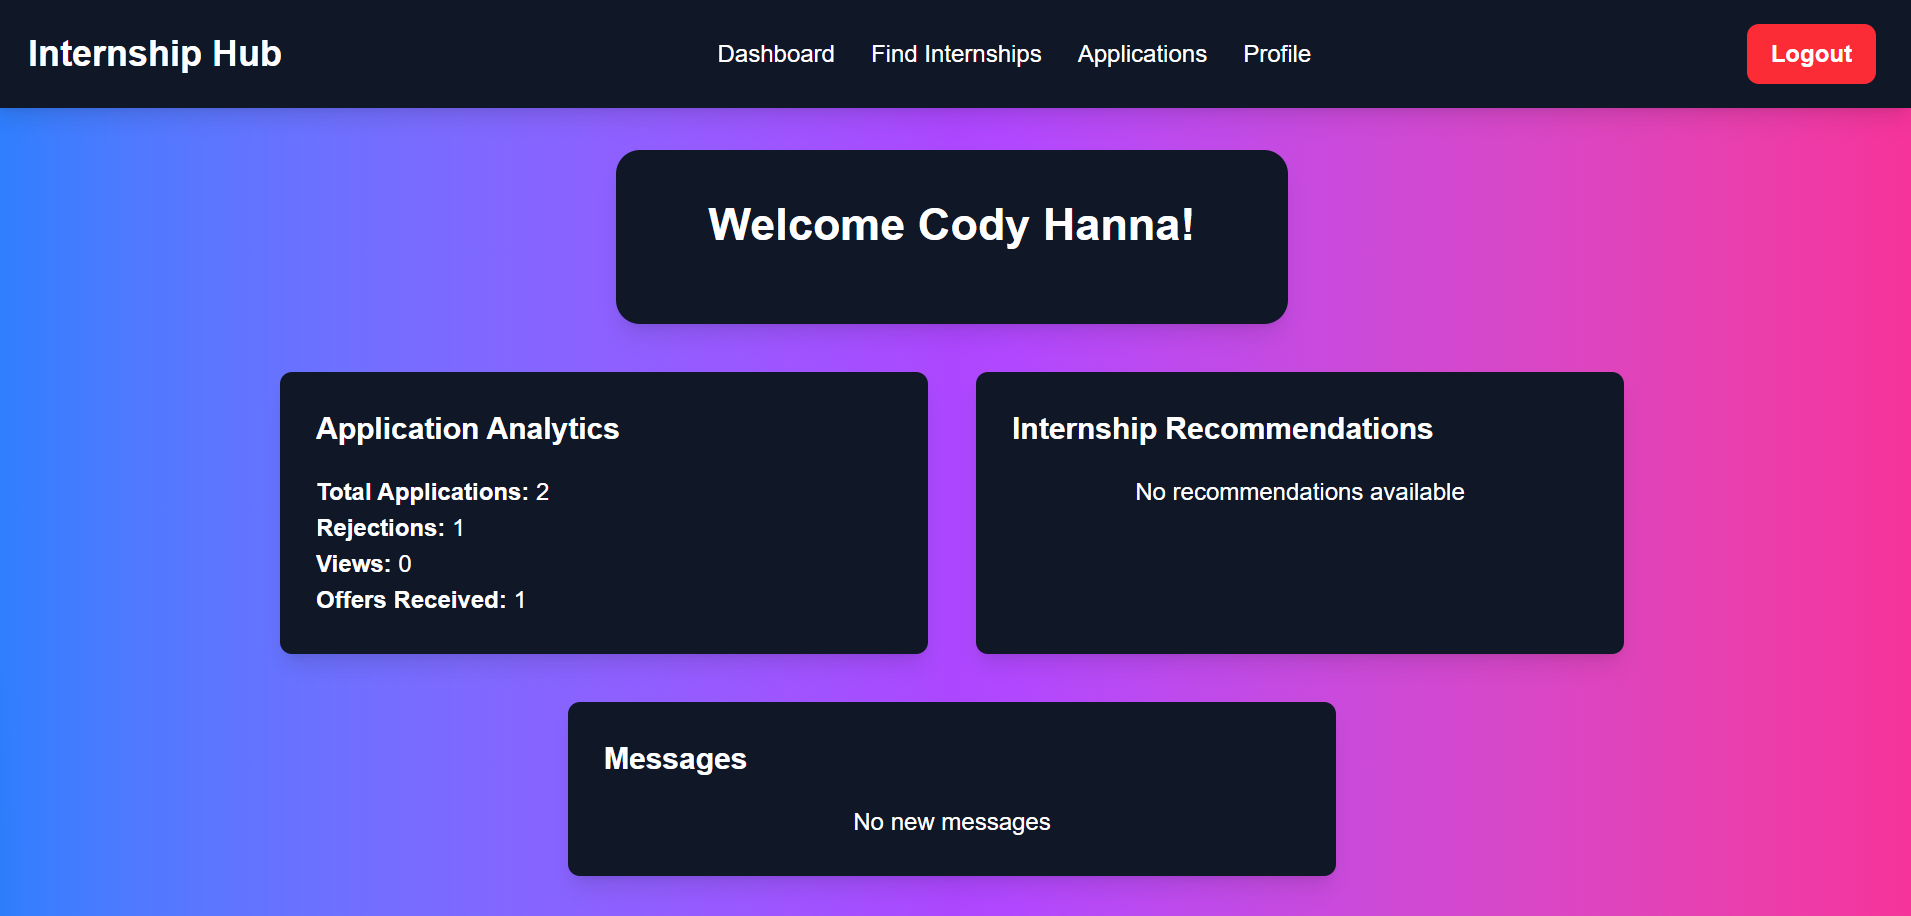 Internship Hub
Dashboard
Find Internships
Applications
Profile
Logout
Welcome Cody Hanna!
Application Analytics
Total Applications: 2
Rejections: 1
Views: 0
Offers Received: 1
Internship Recommendations
No recommendations available
Messages
No new messages